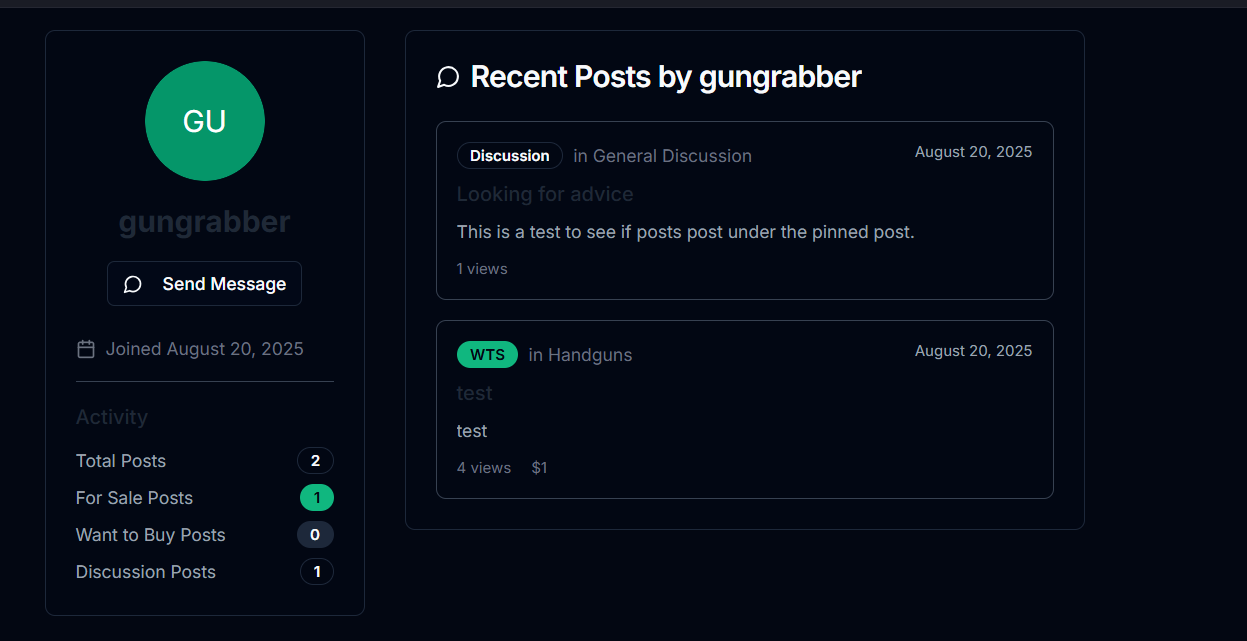 GU
gungrabber
Send Message
Joined August 20, 2025
Activity
Total Posts 2
For Sale Posts 1
Want to Buy Posts 0
Discussion Posts 1
Recent Posts by gungrabber
Discussion in General Discussion August 20, 2025
Looking for advice
This is a test to see if posts post under the pinned post.
1 views
WTS in Handguns August 20, 2025
test
test
4 views $1